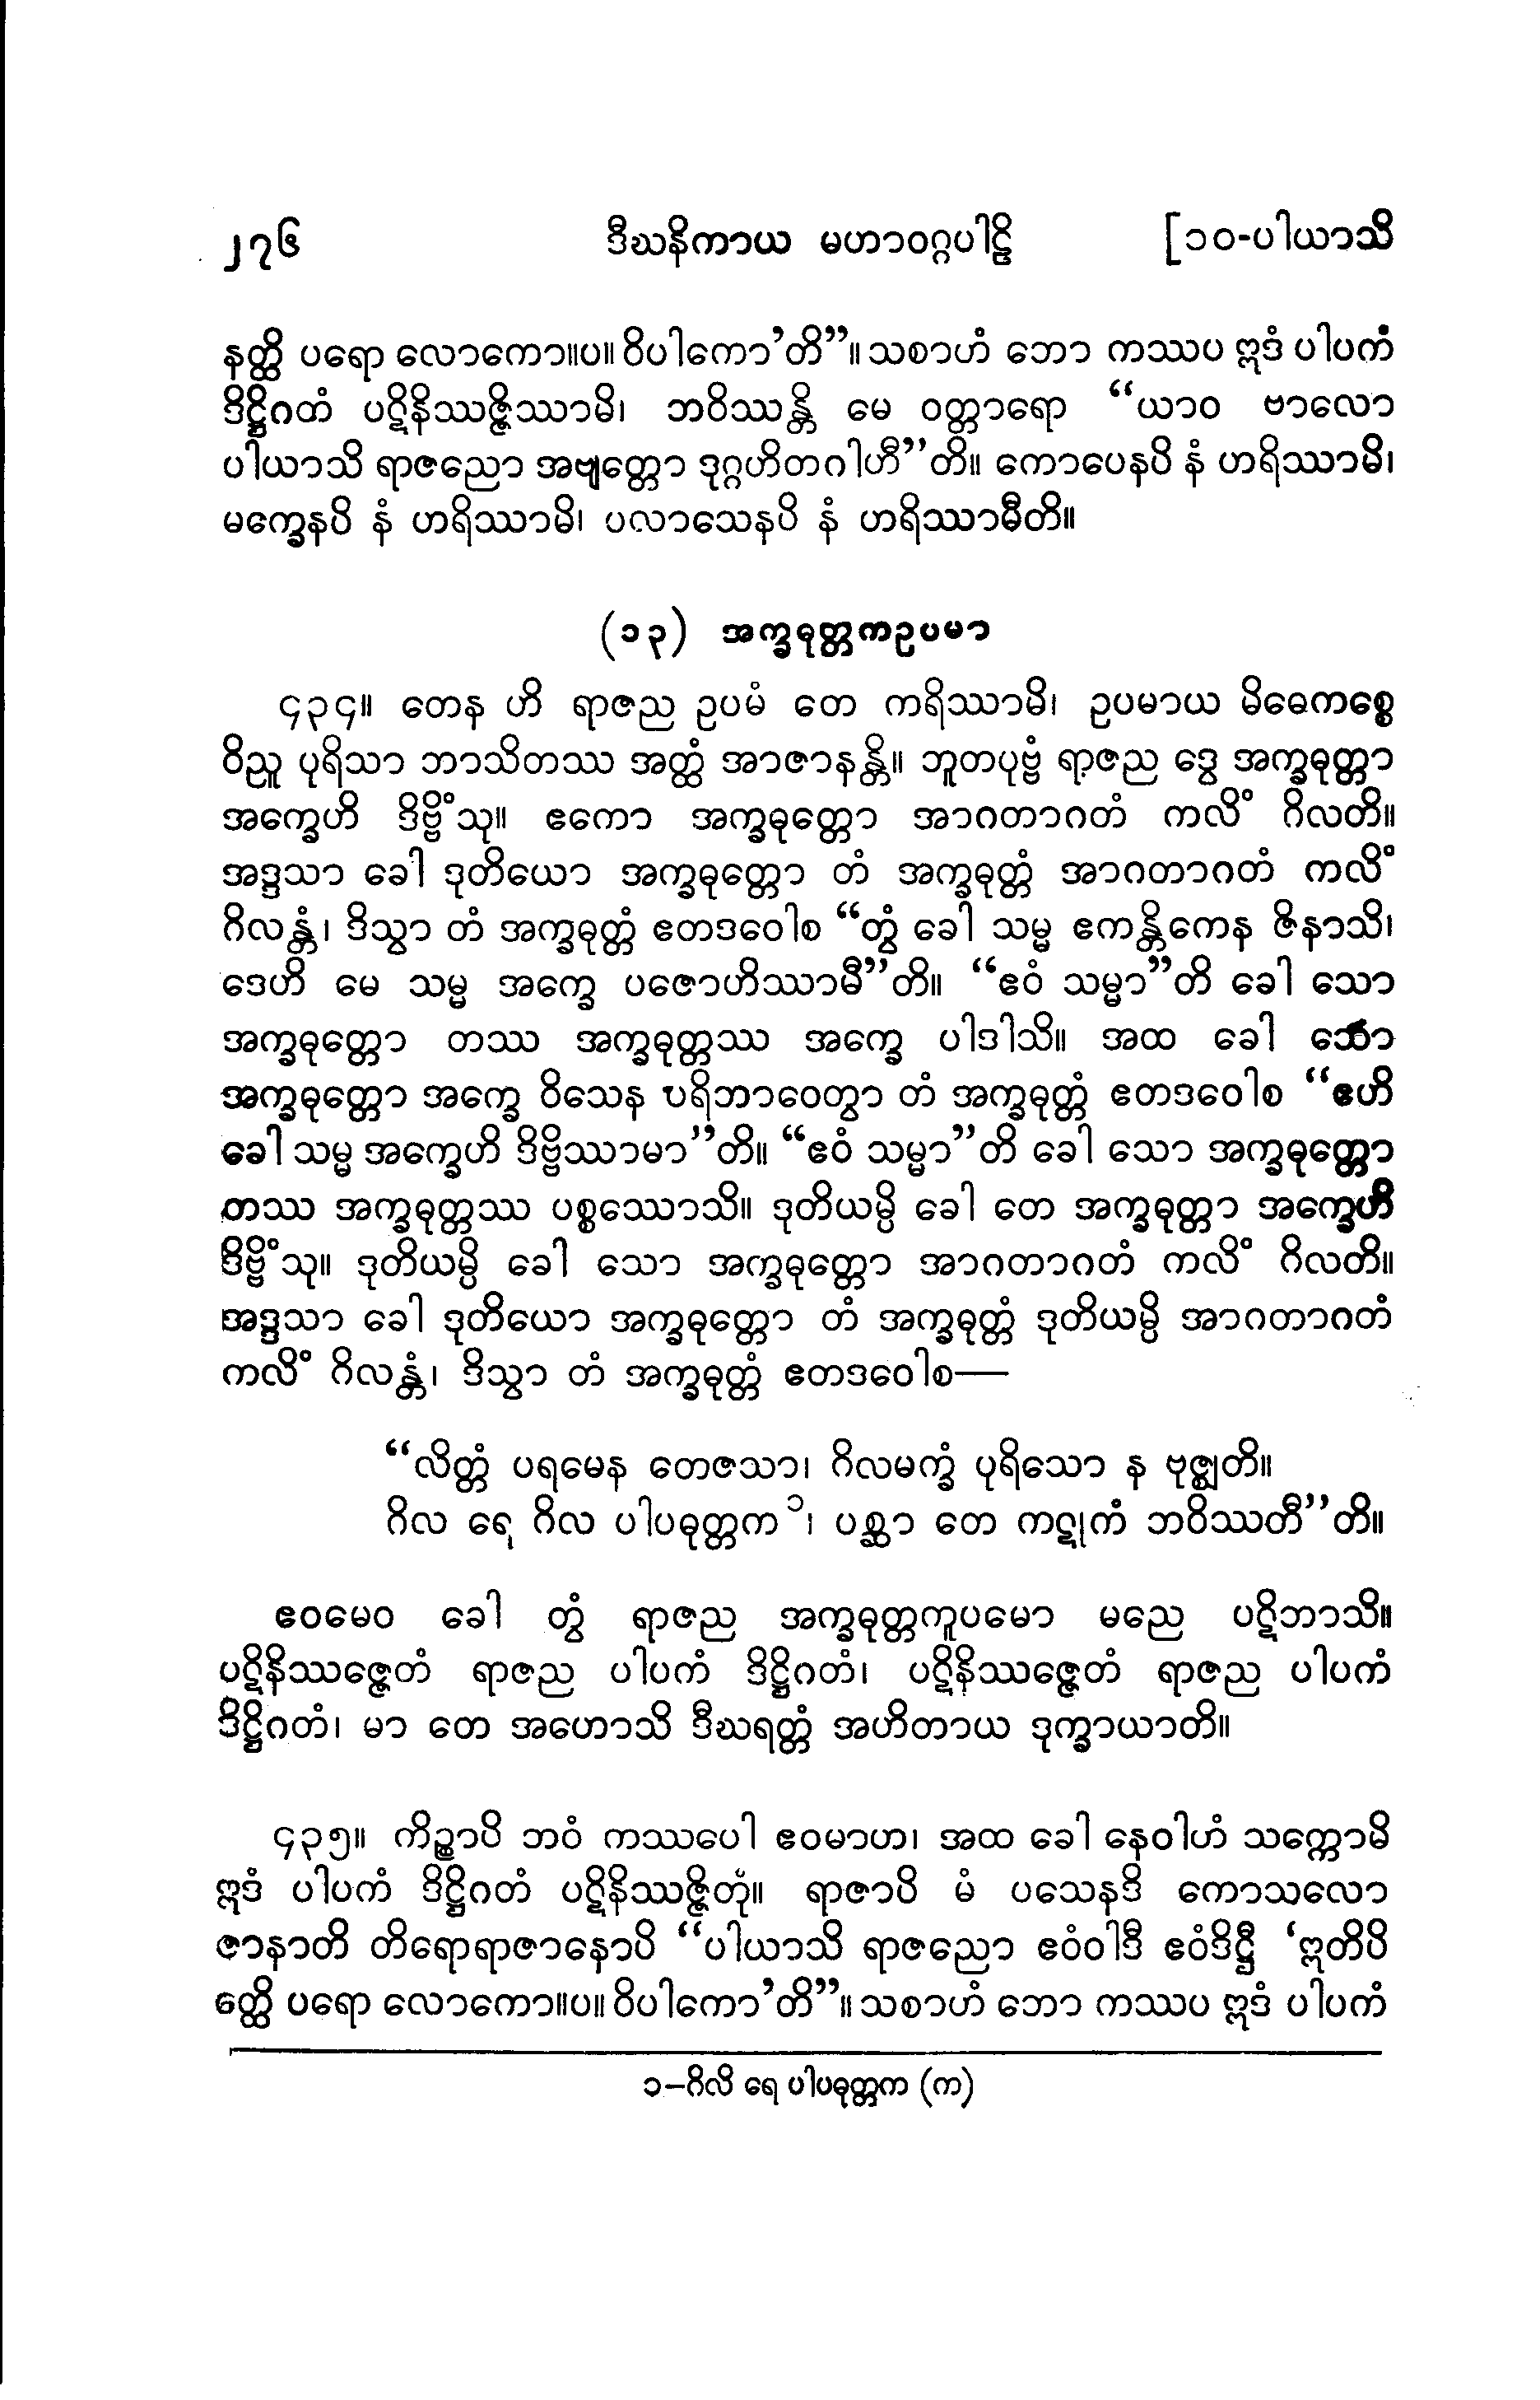 ၂၇၆ ဒီဃနိကာယ မဟာဝဂ္ဂပါဠိ [၁၀-ပါယာသိ
နတ္ထိ ပရော လောကော။ပ။ ဝိပါကော’တိ”။ သစာဟံ ဘော ကဿပ ဣဒံ ပါပကံ
ဒိဋ္ဌိဂတံ ပဋိနိဿဇ္ဇိဿာမိ၊ ဘဝိဿန္တိ မေ ဝတ္တာရော “ယာဝ ဗာလော
ပါယာသိ ရာဇညော အဗျတ္တော ဒုဂ္ဂဟိတဂါဟီ”တိ။ ကောပေနပိ နံ ဟရိဿာမိ၊
မက္ခေနပိ နံ ဟရိဿာမိ၊ ပလာသေနပိ နံ ဟရိဿာမီတိ။
(၁၃) အက္ခဓုတ္တကဥပမာ
၄၃၄။ တေန ဟိ ရာဇည ဥပမံ တေ ကရိဿာမိ၊ ဥပမာယ မိဓေကစ္စေ
ဝိညူ ပုရိသာ ဘာသိတဿ အတ္ထံ အာဇာနန္တိ။ ဘူတပုဗ္ဗံ ရာဇည ဒွေ အက္ခဓုတ္တာ
အက္ခေဟိ ဒိဗ္ဗိံသု။ ဧကော အက္ခဓုတ္တော အာဂတာဂတံ ကလိံ ဂိလတိ။
အဒ္ဒသာ ခေါ ဒုတိယော အက္ခဓုတ္တော တံ အက္ခဓုတ္တံ အာဂတာဂတံ ကလိံ
ဂိလန္တံ၊ ဒိသွာ တံ အက္ခဓုတ္တံ ဧတဒဝေါစ “တွံ ခေါ သမ္မ ဧကန္တိကေန ဇိနာသိ၊
ဒေဟိ မေ သမ္မ အက္ခေ ပဇောဟိဿာမီ”တိ။ “ဧဝံ သမ္မာ”တိ ခေါ သော
အက္ခဓုတ္တော တဿ အက္ခဓုတ္တဿ အက္ခေ ပါဒါသိ။ အထ ခေါ သော
အက္ခဓုတ္တော အက္ခေ ဝိသေန ပရိဘာဝေတွာ တံ အက္ခဓုတ္တံ ဧတဒဝေါစ “ဧဟိ
ခေါ သမ္မ အက္ခေဟိ ဒိဗ္ဗိဿာမာ”တိ။ “ဧဝံ သမ္မာ”တိ ခေါ သော အက္ခဓုတ္တော
တဿ အက္ခဓုတ္တဿ ပစ္စဿောသိ။ ဒုတိယမ္ပိ ခေါ တေ အက္ခဓုတ္တာ အက္ခေဟိ
ဒိဗ္ဗိံသု။ ဒုတိယမ္ပိ ခေါ သော အက္ခဓုတ္တော အာဂတာဂတံ ကလိံ ဂိလတိ။
အဒ္ဒသာ ခေါ ဒုတိယော အက္ခဓုတ္တော တံ အက္ခဓုတ္တံ ဒုတိယမ္ပိ အာဂတာဂတံ
ကလိံ ဂိလန္တံ၊ ဒိသွာ တံ အက္ခဓုတ္တံ ဧတဒဝေါစ—
“လိတ္တံ ပရမေန တေဇသာ၊ ဂိလမက္ခံ ပုရိသော န ဗုဇ္ဈတိ။
ဂိလ ရေ ဂိလ ပါပဓုတ္တက ၁၊ ပစ္ဆာ တေ ကဋုကံ ဘဝိဿတီ”တိ။
ဧဝမေဝ ခေါ တွံ ရာဇည အက္ခဓုတ္တကူပမော မညေ ပဋိဘာသိ။
ပဋိနိဿဇ္ဇေတံ ရာဇည ပါပကံ ဒိဋ္ဌိဂတံ၊ ပဋိနိဿဇ္ဇေတံ ရာဇည ပါပကံ
ဒိဋ္ဌိဂတံ၊ မာ တေ အဟောသိ ဒီဃရတ္တံ အဟိတာယ ဒုက္ခာယာတိ။
၄၃၅။ ကိဉ္စာပိ ဘဝံ ကဿပေါ ဧဝမာဟ၊ အထ ခေါ နေဝါဟံ သက္ကောမိ
ဣဒံ ပါပကံ ဒိဋ္ဌိဂတံ ပဋိနိဿဇ္ဇိတုံ။ ရာဇာပိ မံ ပသေနဒိ ကောသလော
ဇာနာတိ တိရောရာဇာနောပိ “ပါယာသိ ရာဇညော ဧဝံဝါဒီ ဧဝံဒိဋ္ဌီ ‘ဣတိပိ
တ္ထေိ ပရော လောကော။ပ။ ဝိပါကော’တိ”။ သစာဟံ ဘော ကဿပ ဣဒံ ပါပကံ
၁–ဂိလိ ရေ ပါပဓုတ္တက (က)